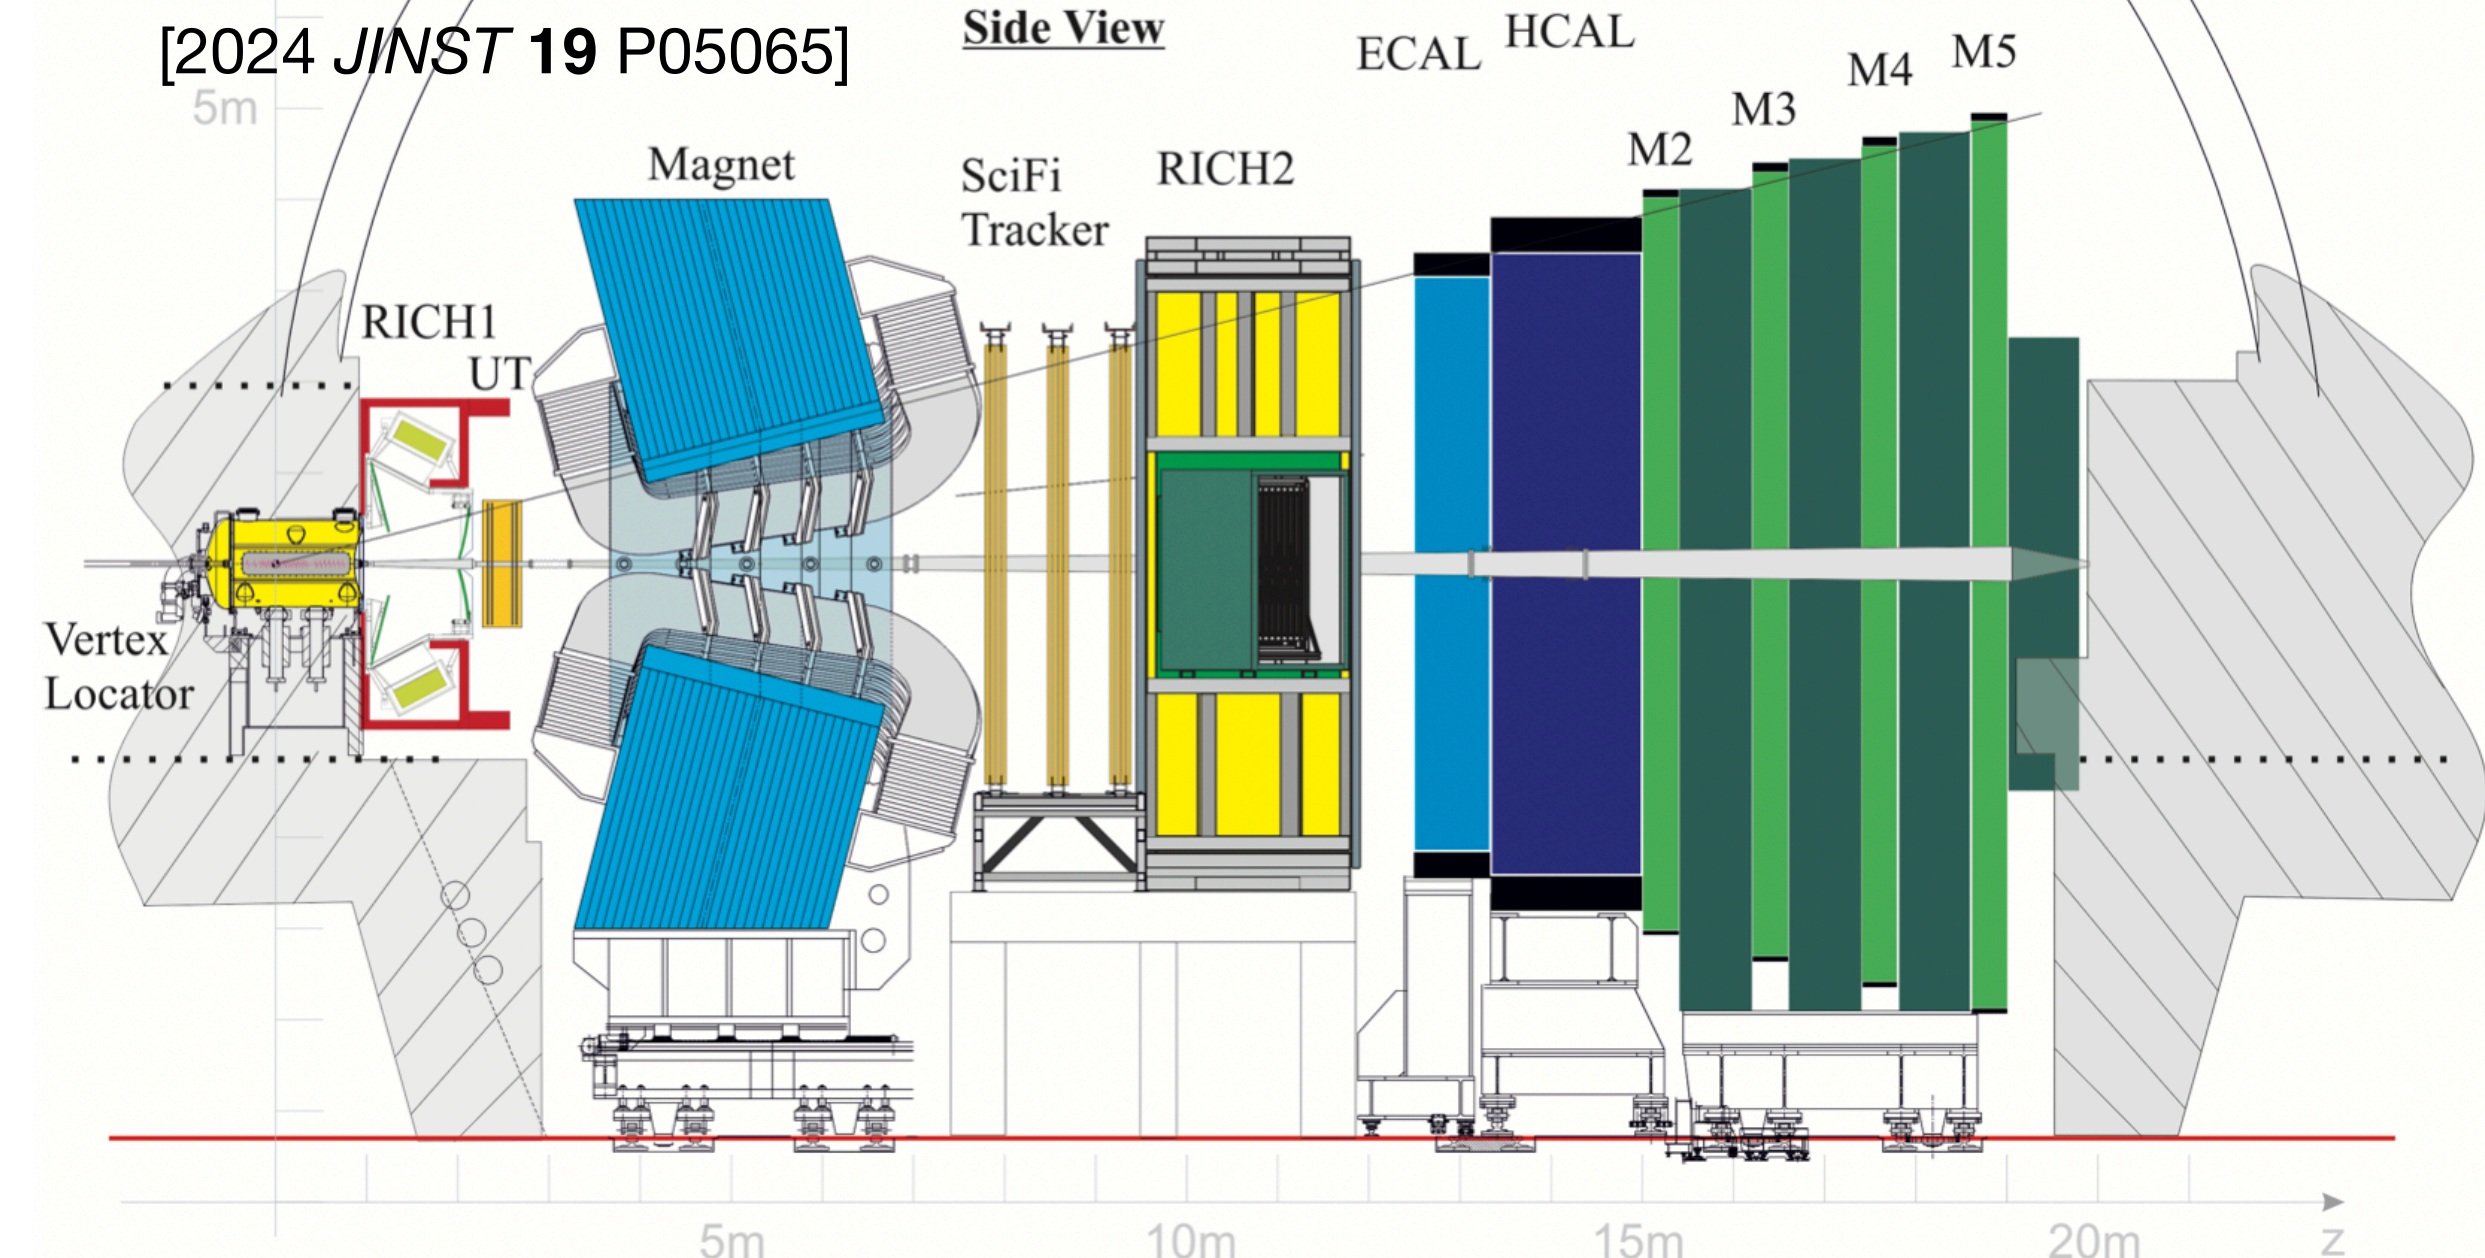 [2024 JINST 19 P05065]
Side View
ECAL
HCAL
M5
M4
M3
M2
5m
Magnet
SciFi
Tracker
RICH2
RICH1
UT
Vertex
Locator
5m
10m
15m
20m
z